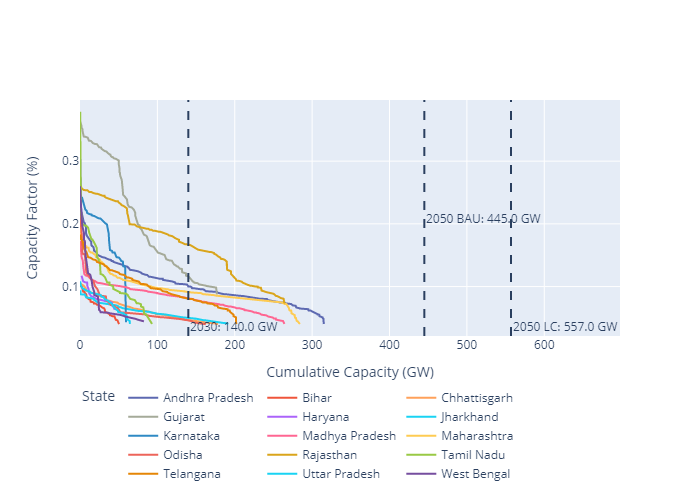 Capacity Factor (%)
0.3
0.2
0.1
2050 BAU: 445.0 GW
2030: 140.0 GW
2050 LC: 557.0 GW
0 100 200 300 400 500 600
Cumulative Capacity (GW)
State
Andhra Pradesh Bihar Chhattisgarh
Gujarat Haryana Jharkhand
Karnataka Madhya Pradesh Maharashtra
Odisha Rajasthan Tamil Nadu
Telangana Uttar Pradesh West Bengal